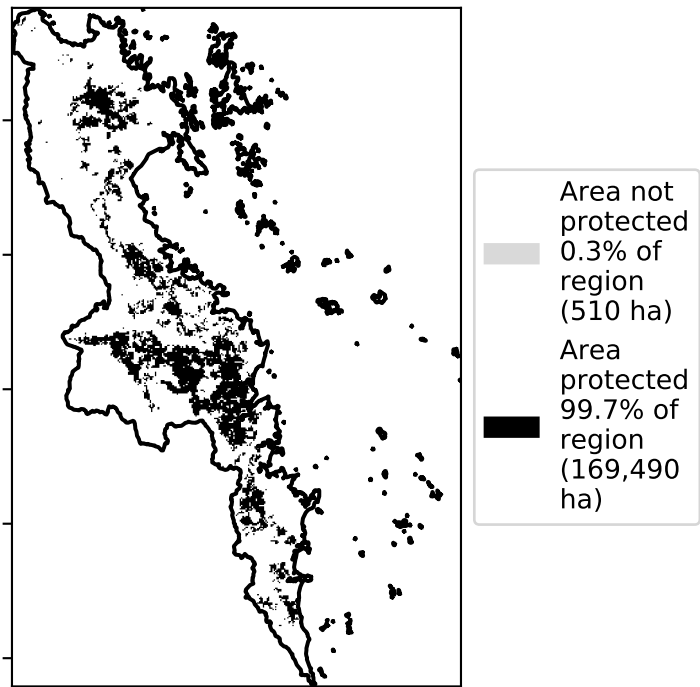 Area not
protected
0.3% of
region
(510 ha)
Area
protected
99.7% of
region
(169,490
ha)